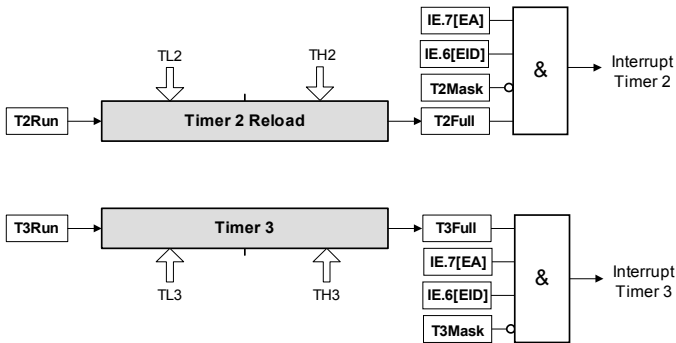 IE.7[EA]
TL2 TH2 IE.6[EID] & Interrupt
Timer 2
T2Mask
T2Run Timer 2 Reload T2Full
T3Run Timer 3 T3Full
IE.7[EA]
& Interrupt
Timer 3
TL3 TH3 IE.6[EID]
T3Mask